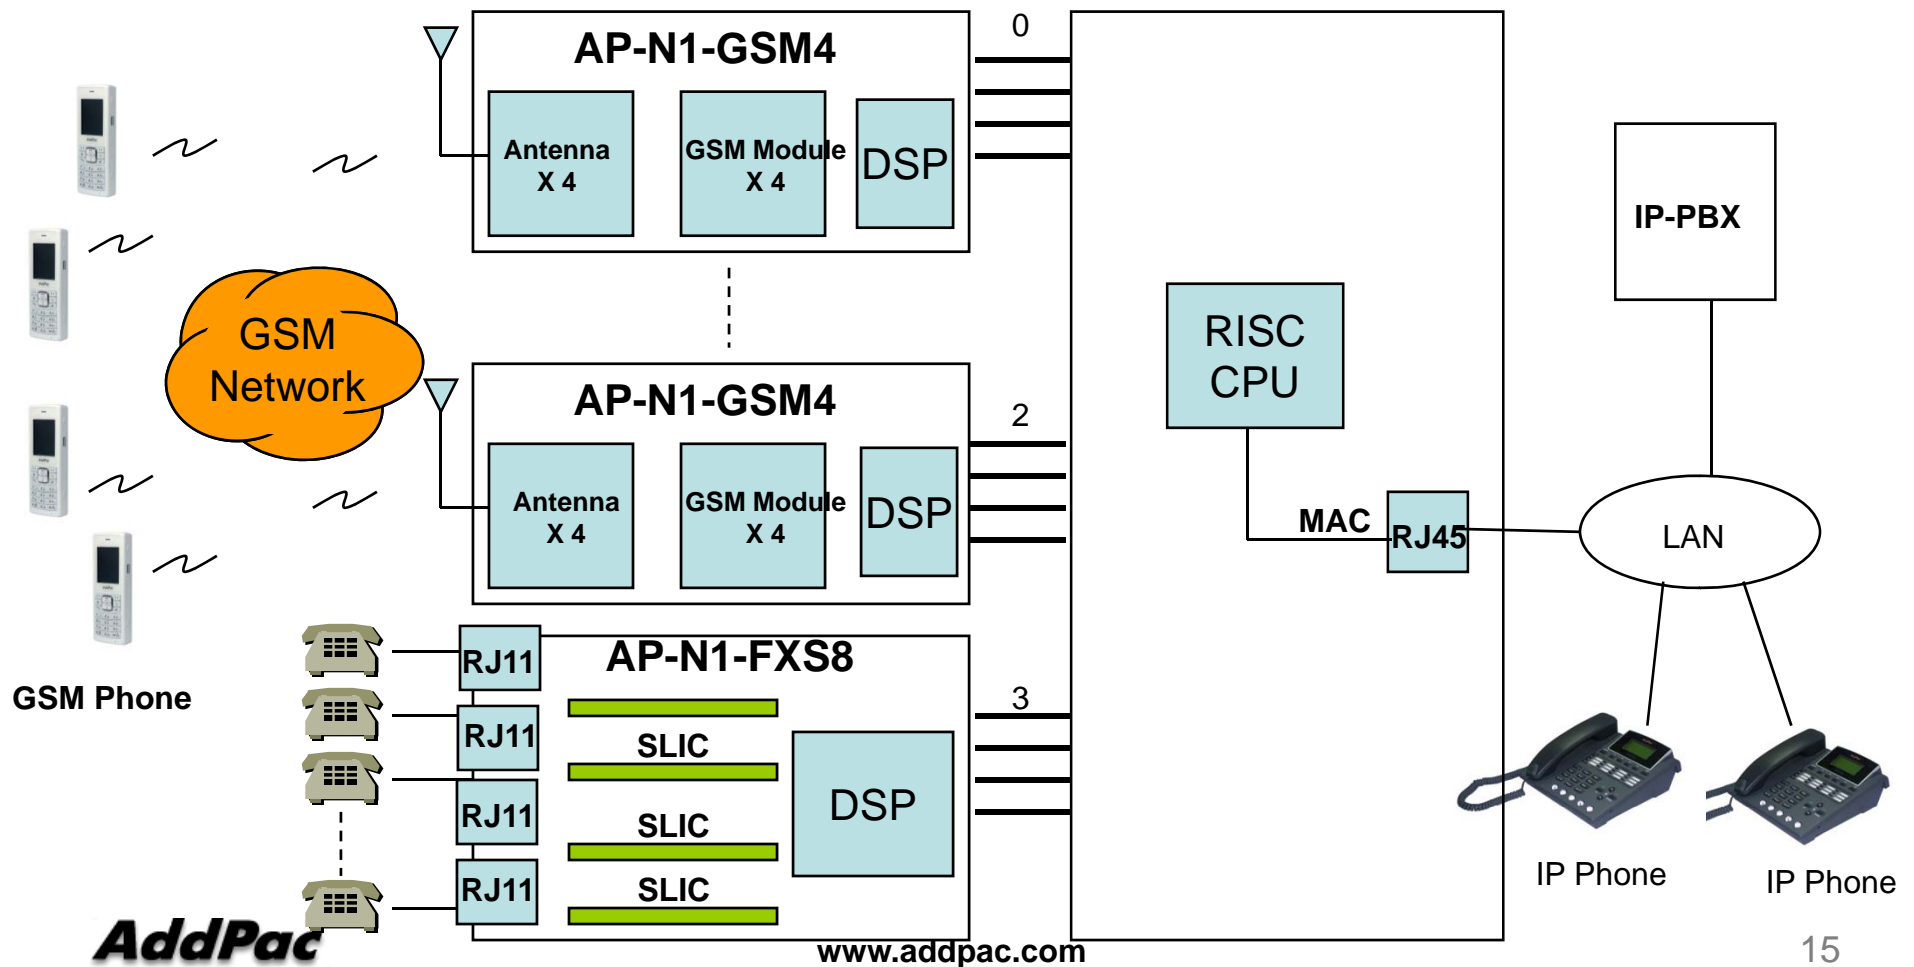 AP-N1-GSM4
0
Antenna
X 4
GSM Module
X 4
DSP
IP-PBX
GSM
Network
RISC
CPU
AP-N1-GSM4
2
Antenna
X 4
GSM Module
X 4
DSP
MAC
RJ45
LAN
GSM Phone
RJ11
AP-N1-FXS8
3
RJ11
SLIC
RJ11
SLIC
DSP
RJ11
SLIC
IP Phone
IP Phone
AddPac
www.addpac.com
15